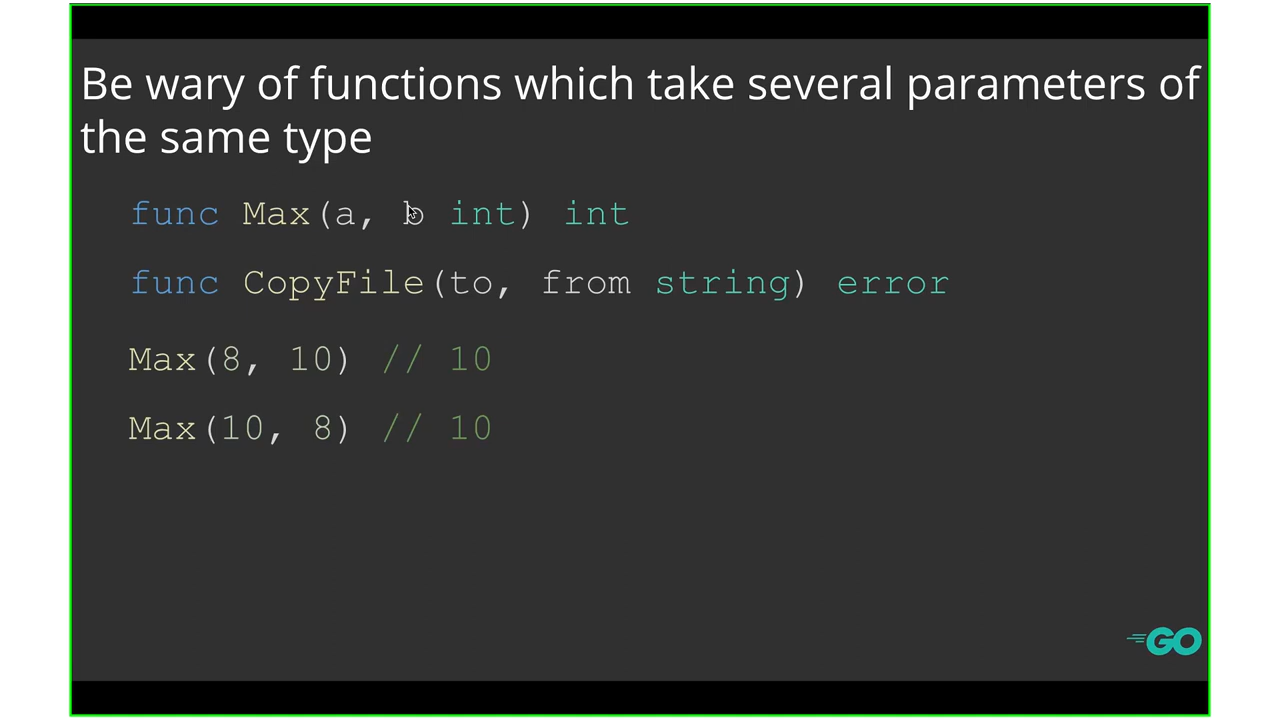 Be wary of functions which take several parameters of
the same type
func Max(a, b int) int
func CopyFile(to, from string) error
Max(8, 10) // 10
Max(10, 8) // 10
GO